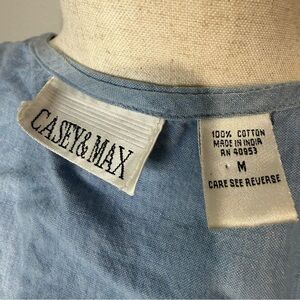 CASEY & MAX
100% COTTON
MADE IN INDIA
RN 40953
M
CARE SEE REVERSE